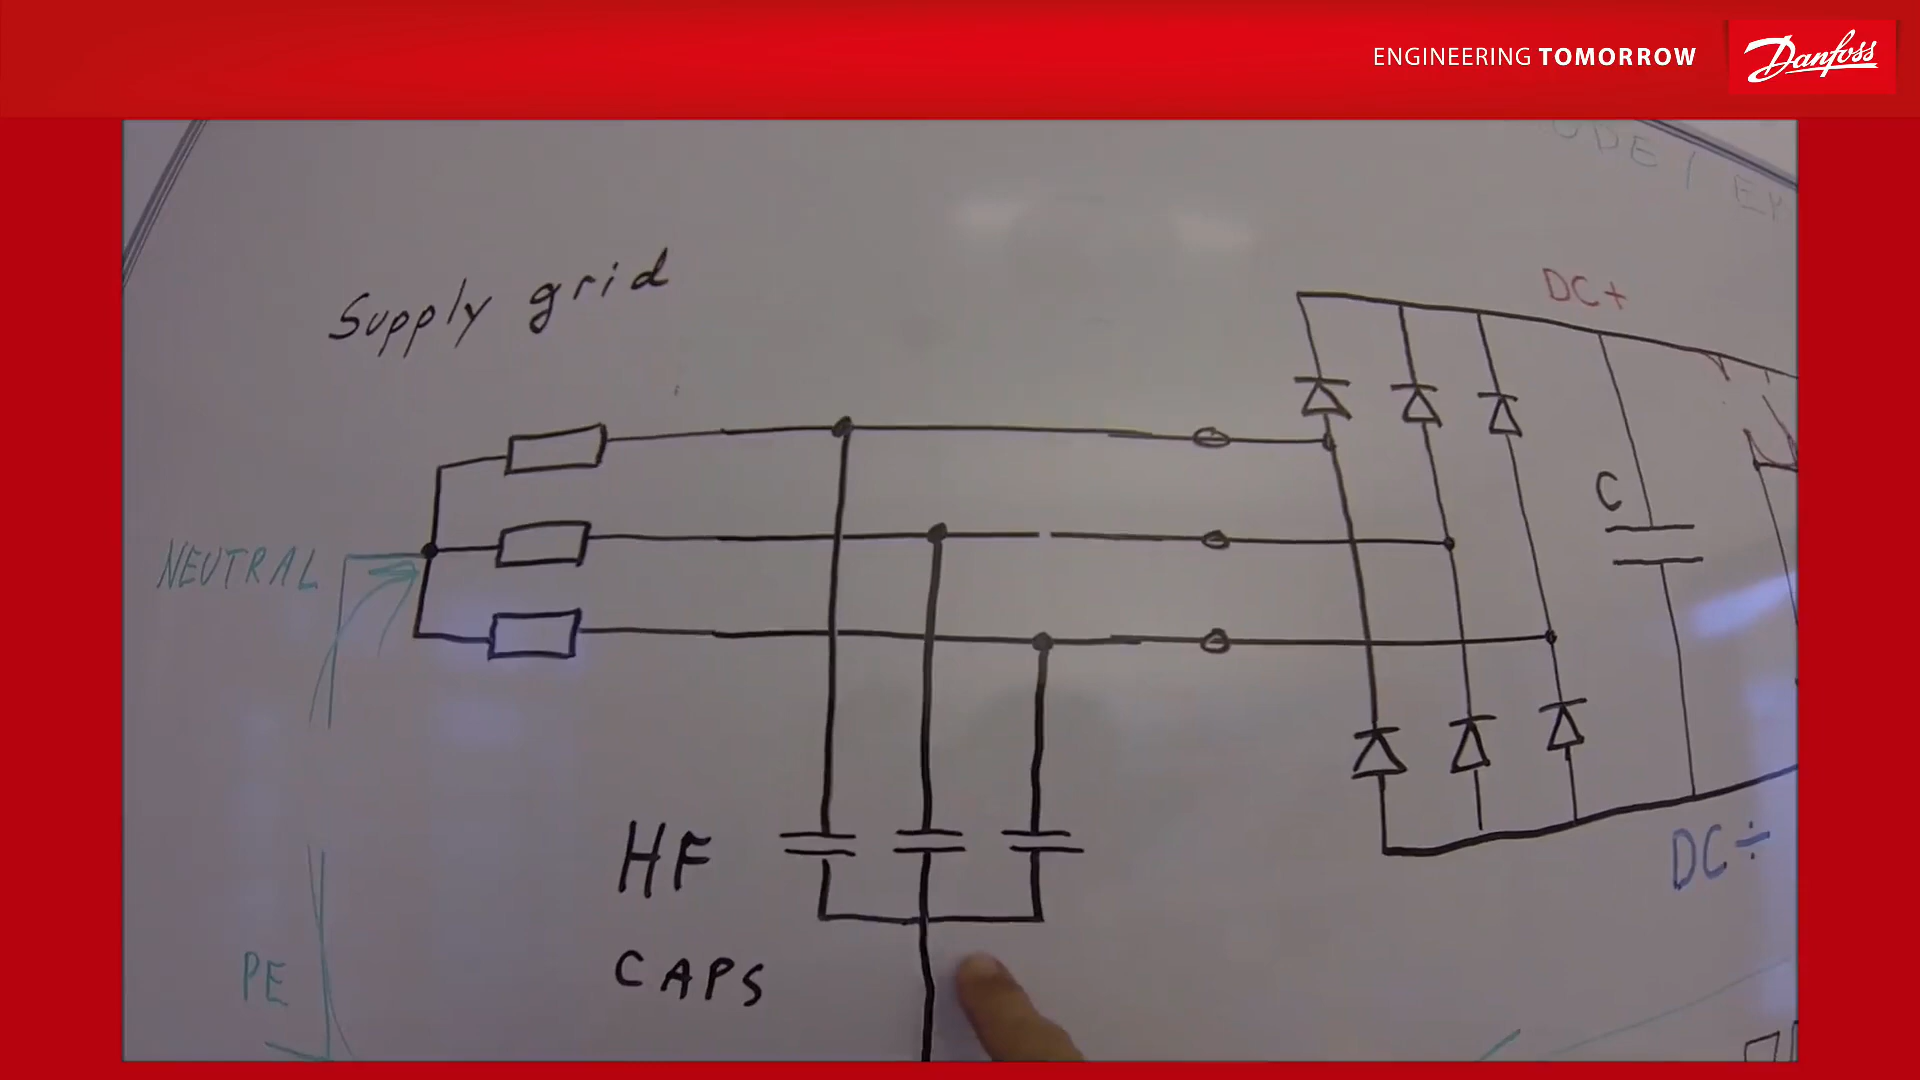 ENGINEERING TOMORROW
Danfoss
Supply grid
DC+
C
NEUTRAL
HF
CAPS
DC÷
PE